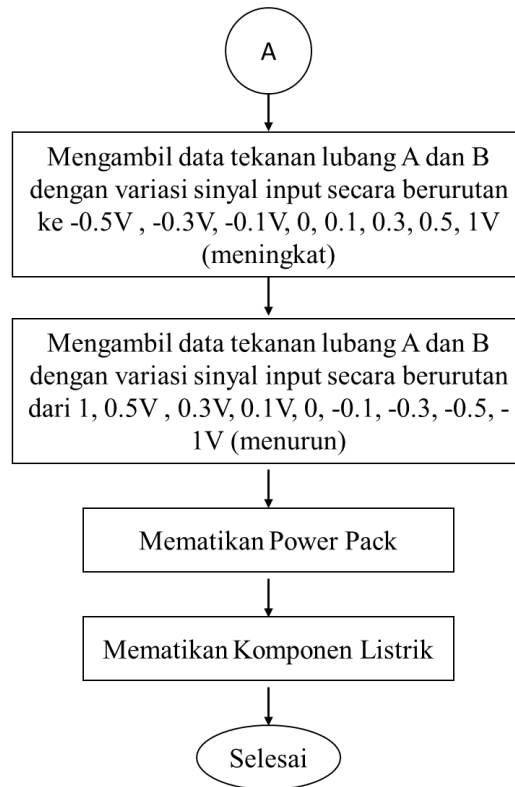 A
Mengambil data tekanan lubang A dan B
dengan variasi sinyal input secara berurutan
ke -0.5V , -0.3V, -0.1V, 0, 0.1, 0.3, 0.5, 1V
(meningkat)
Mengambil data tekanan lubang A dan B
dengan variasi sinyal input secara berurutan
dari 1, 0.5V , 0.3V, 0.1V, 0, -0.1, -0.3, -0.5, -
1V (menurun)
Mematikan Power Pack
Mematikan Komponen Listrik
Selesai